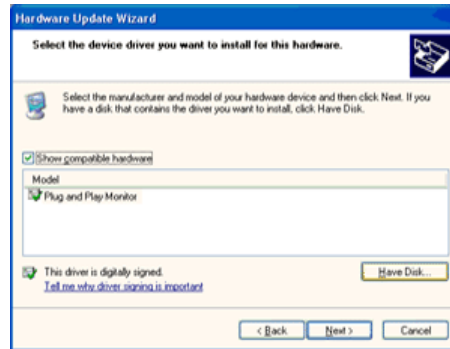 Hardware Update Wizard
Select the device driver you want to install for this hardware.
Select the manufacturer and model of your hardware device and then click Next. If you
have a disk that contains the driver you want to install, click Have Disk.
Show compatible hardware
Model
Plug and Play Monitor
This driver is digitally signed.
Have Disk...
Tell me why driver signing is important
< Back
Next >
Cancel